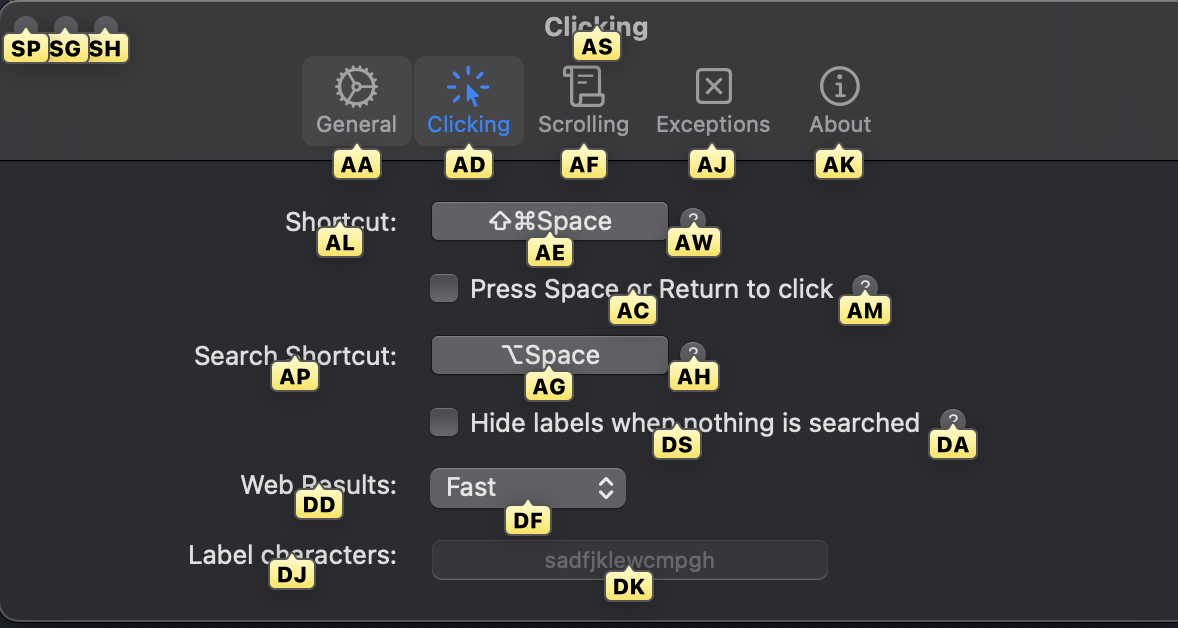 Clicking
SP SG SH AS
General Clicking Scrolling Exceptions About
AA AD AF AJ AK
Shortcut: ⇧⌘Space ?
AL AE AW
Press Space or Return to click ?
AC AM
Search Shortcut: ⌥Space ?
AP AG AH
Hide labels when nothing is searched ?
DS DA
Web Results: Fast
DD DF
Label characters: sadfjklewcmpgh
DJ DK